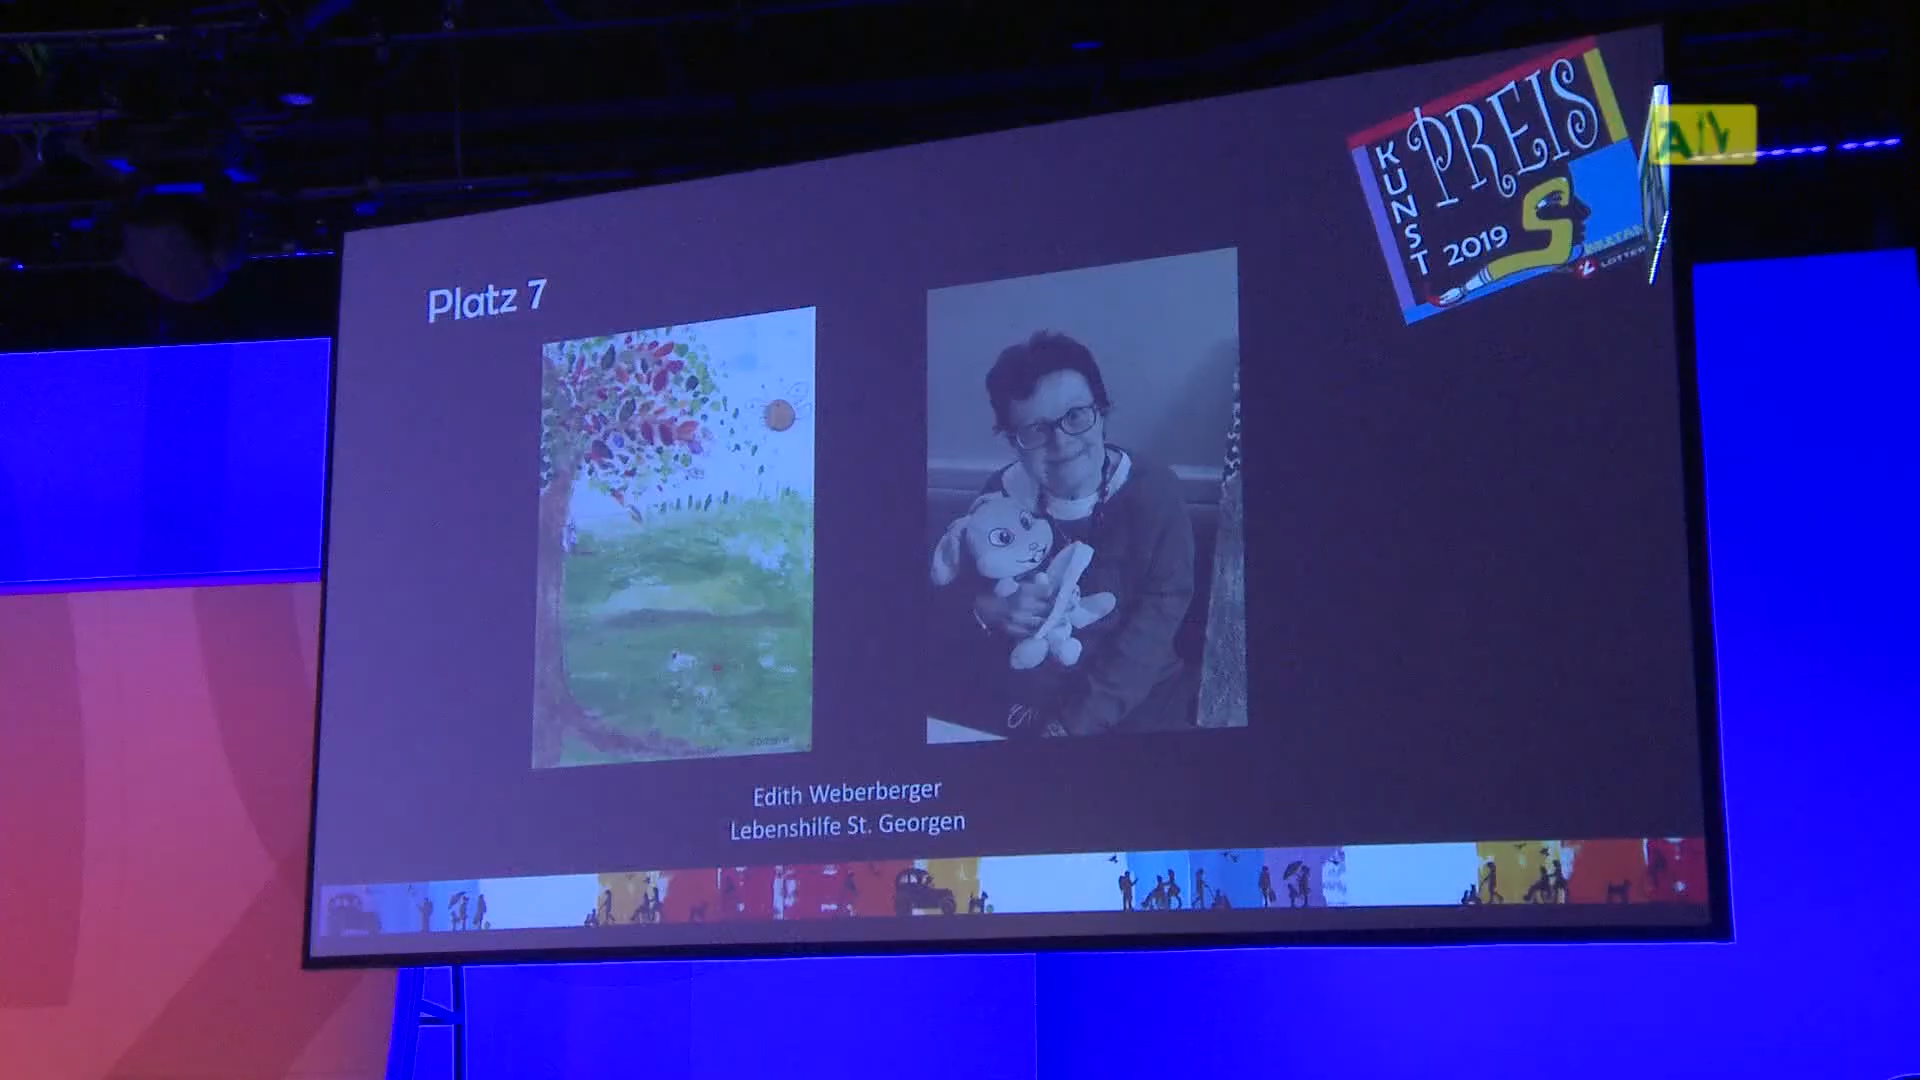 Platz 7
KUNST
PREIS
2019
Edith Weberberger
Lebenshilfe St. Georgen